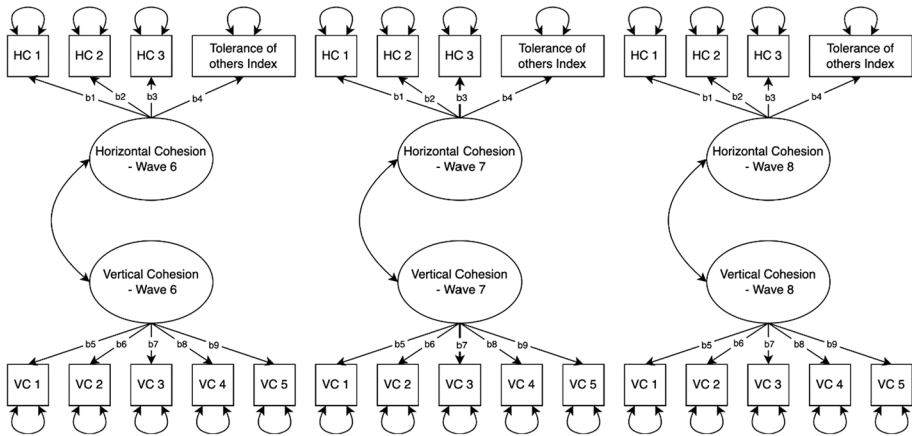 HC 1
HC 2
HC 3
Tolerance of
others Index
HC 1
HC 2
HC 3
Tolerance of
others Index
HC 1
HC 2
HC 3
Tolerance of
others Index
b1
b2
b3
b4
b1
b2
b3
b4
b1
b2
b3
b4
Horizontal Cohesion
- Wave 6
Horizontal Cohesion
- Wave 7
Horizontal Cohesion
- Wave 8
Vertical Cohesion
- Wave 6
Vertical Cohesion
- Wave 7
Vertical Cohesion
- Wave 8
b5
b6
b7
b8
b9
b5
b6
b7
b8
b9
b5
b6
b7
b8
b9
VC 1
VC 2
VC 3
VC 4
VC 5
VC 1
VC 2
VC 3
VC 4
VC 5
VC 1
VC 2
VC 3
VC 4
VC 5